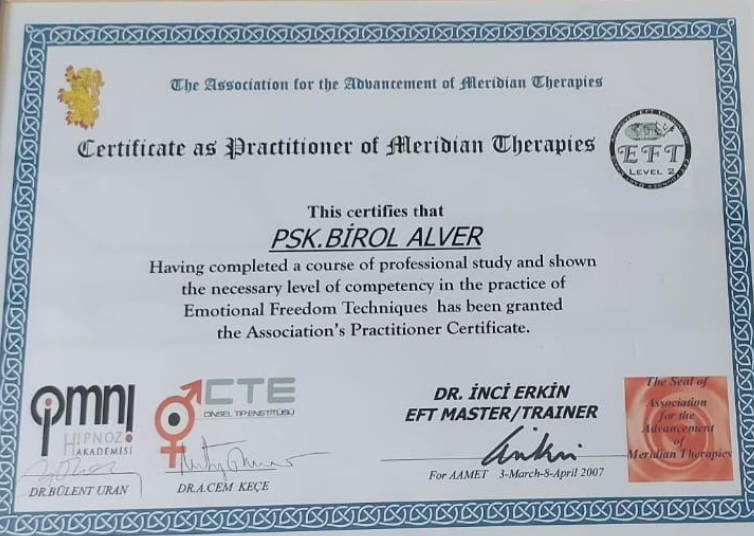 The Association for the Advancement of Meridian Therapies
Certificate as Practitioner of Meridian Therapies
EFT
LEVEL 2
This certifies that
PSK.BİROL ALVER
Having completed a course of professional study and shown
the necessary level of competency in the practice of
Emotional Freedom Techniques has been granted
the Association's Practitioner Certificate.
omni
HİPNOZ
AKADEMİSİ
DR.BÜLENT URAN
CTE
CİNSEL TIP ENSTİTÜSÜ
DR.A.CEM KEÇE
DR. İNCİ ERKİN
EFT MASTER/TRAINER
For AAMET 3-March-8-April 2007
The Seal of
Association
for the
Advancement
of
Meridian Therapies